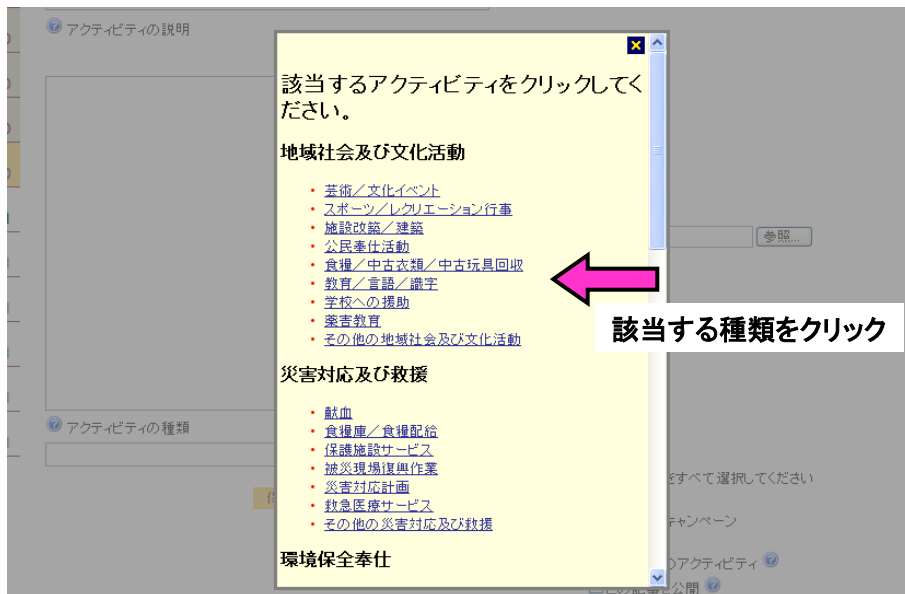 アクティビティの説明
該当するアクティビティをクリックしてく
ださい。
地域社会及び文化活動
芸術／文化イベント
スポーツ／レクリエーション行事
施設改築／建築
公民奉仕活動
食糧／中古衣類／中古玩具回収
教育／言語／識字
学校への援助
薬害教育
その他の地域社会及び文化活動
参照...
該当する種類をクリック
災害対応及び救援
献血
食糧庫／食糧配給
保護施設サービス
被災現場復興作業
災害対応計画
救急医療サービス
その他の災害対応及び救援
環境保全奉仕
アクティビティの種類
をすべて選択してください
キャンペーン
のアクティビティ